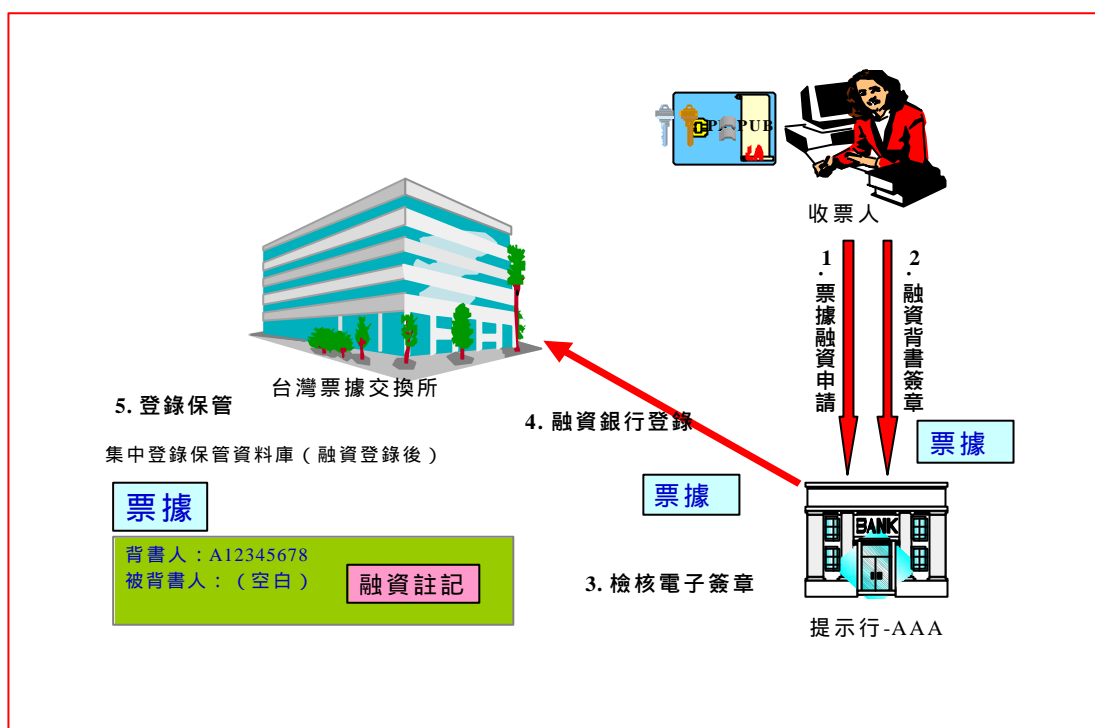 PUB
CA
收票人
1.票據融資申請
2.融資背書簽章
台灣票據交換所
5. 登錄保管
4. 融資銀行登錄
集中登錄保管資料庫（融資登錄後）
票據
票據
票據
背書人：A12345678
被背書人：（空白）
融資註記
3. 檢核電子簽章
BANK
提示行-AAA